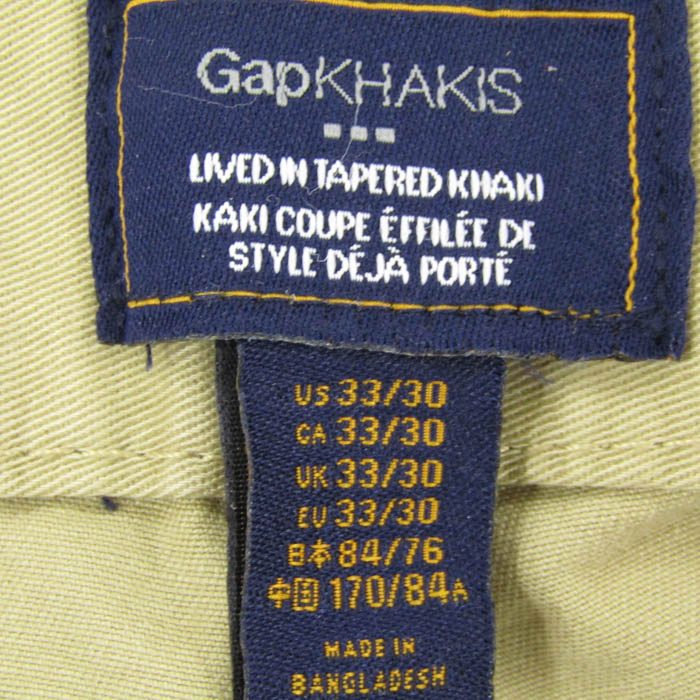 GapKHAKIS
LIVED IN TAPERED KHAKI
KAKI COUPE ÉFFILÉE DE
STYLE DÉJÀ PORTÉ
US 33/30
CA 33/30
UK 33/30
EU 33/30
日本 84/76
中国 170/84A
MADE IN
BANGLADESH